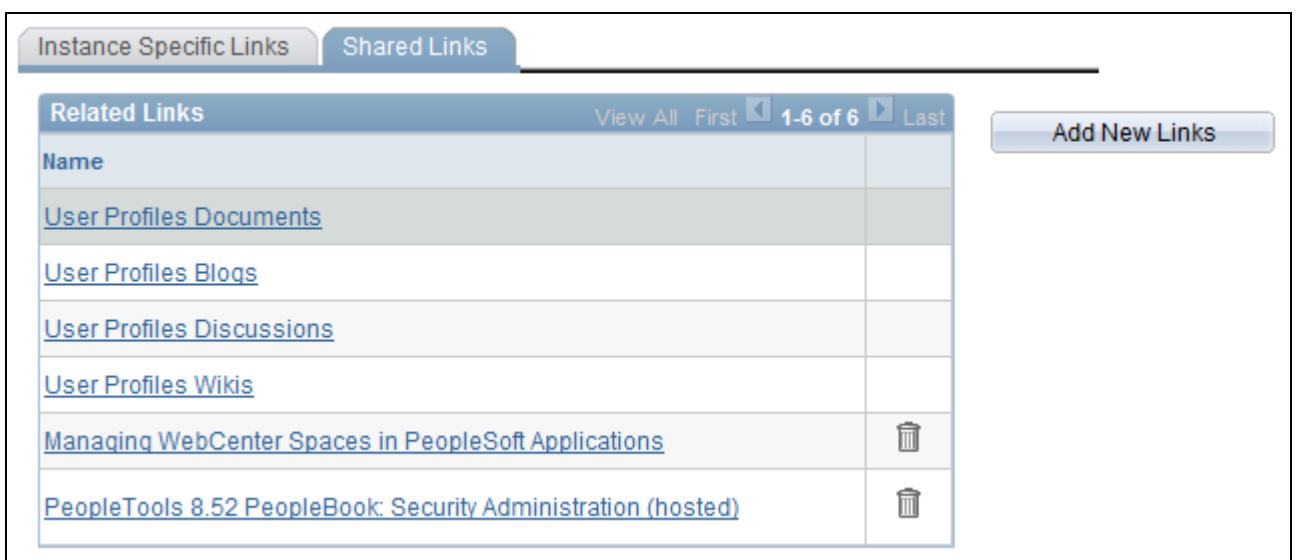 Instance Specific Links Shared Links
Related Links View All First 1-6 of 6 Last
Add New Links
Name
User Profiles Documents
User Profiles Blogs
User Profiles Discussions
User Profiles Wikis
Managing WebCenter Spaces in PeopleSoft Applications
PeopleTools 8.52 PeopleBook: Security Administration (hosted)